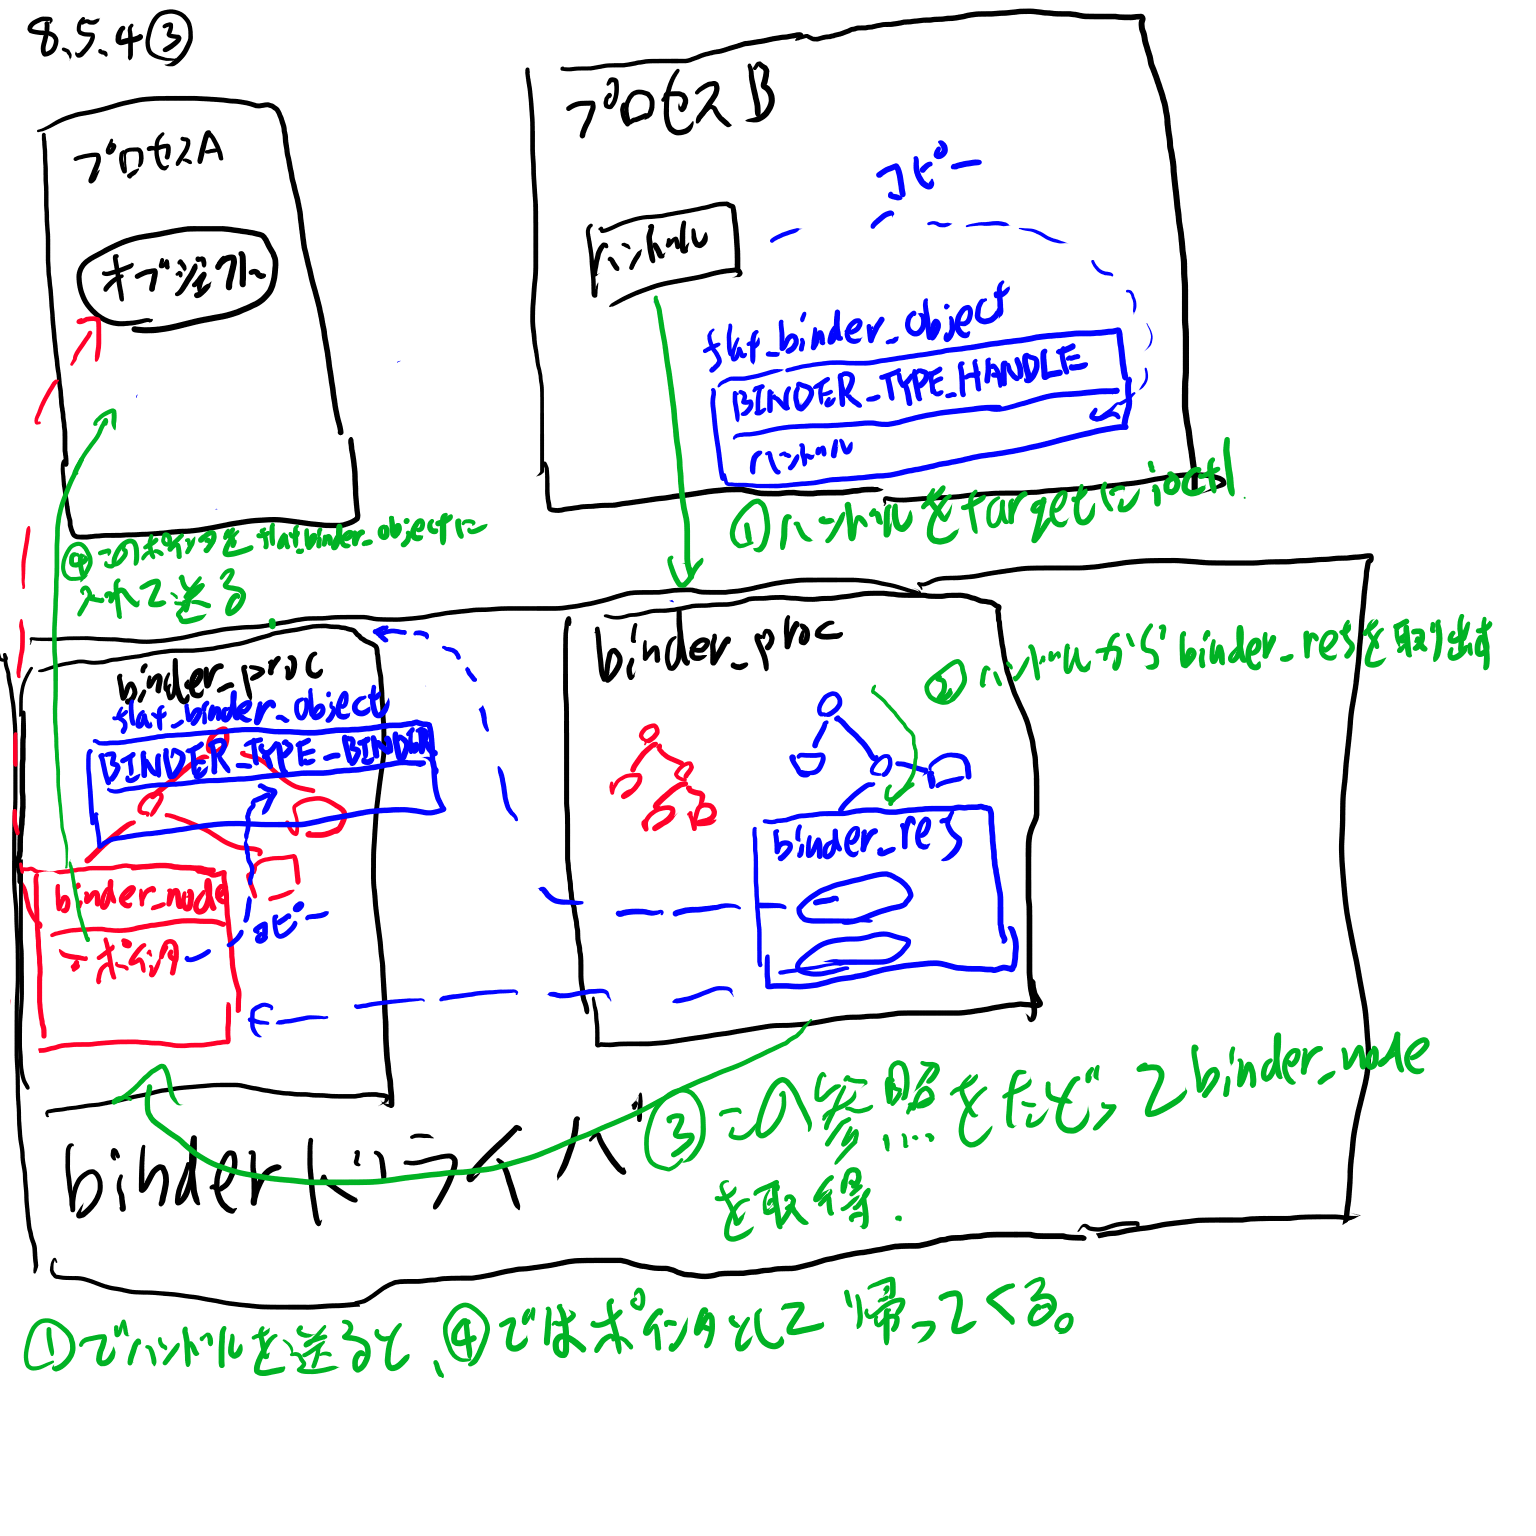 8.5.4③
プロセスA
オブジェクト
プロセスB
コピー
ハンドル
flat_binder_object
BINDER_TYPE_HANDLE
ハンドル
①ハンドルをtargetにioctl
④このポインタをflat_binder_objectに
入れて送る
binder_proc
flat_binder_object
BINDER_TYPE_BINDER
binder_node
ポインタ
コピー
binder_proc
②ハンドルからbinder_refを取り出す
binder_ref
③この参照をたどってbinder_node
を取得.
binderドライバ
①でハンドルを送ると、④ではポインタとして帰ってくる。